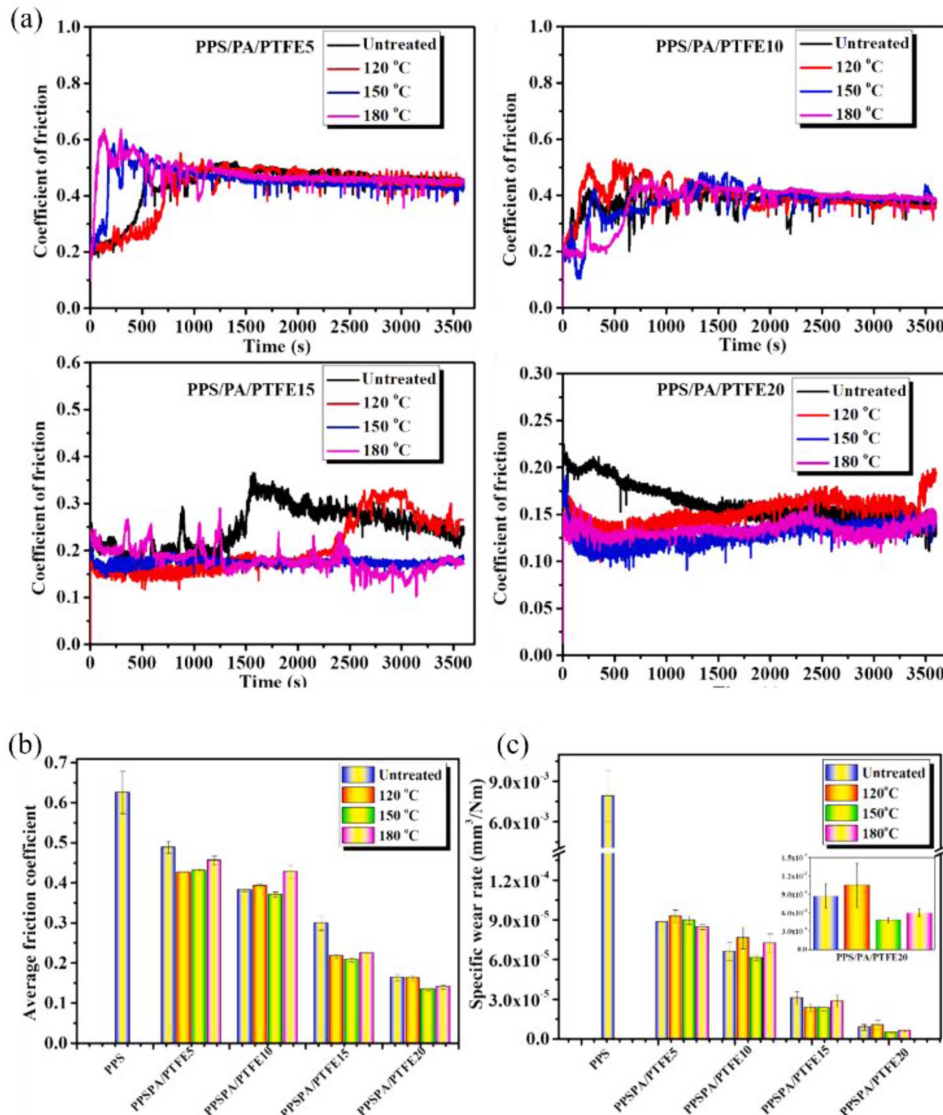 (a)
PPS/PA/PTFE5
Untreated
120 °C
150 °C
180 °C
Coefficient of friction
1.0
0.8
0.6
0.4
0.2
0.0
0 500 1000 1500 2000 2500 3000 3500
Time (s)
PPS/PA/PTFE10
Untreated
120 °C
150 °C
180 °C
Coefficient of friction
1.0
0.8
0.6
0.4
0.2
0.0
0 500 1000 1500 2000 2500 3000 3500
Time (s)
PPS/PA/PTFE15
Untreated
120 °C
150 °C
180 °C
Coefficient of friction
0.6
0.5
0.4
0.3
0.2
0.1
0.0
0 500 1000 1500 2000 2500 3000 3500
Time (s)
PPS/PA/PTFE20
Untreated
120 °C
150 °C
180 °C
Coefficient of friction
0.30
0.25
0.20
0.15
0.10
0.05
0.00
0 500 1000 1500 2000 2500 3000 3500
(b)
Untreated
120 °C
150 °C
180 °C
Average friction coefficient
0.7
0.6
0.5
0.4
0.3
0.2
0.1
0.0
PPS
PPSPA/PTFE5
PPSPA/PTFE10
PPSPA/PTFE15
PPSPA/PTFE20
(c)
Untreated
120 °C
150°C
180°C
Specific wear rate (mm³/Nm)
9.0x10⁻³
6.0x10⁻³
1.2x10⁻⁴
9.0x10⁻⁵
6.0x10⁻⁵
3.0x10⁻⁵
0.0
0.0
PPS/PA/PTFE20
PPS
PPSPA/PTFE5
PPSPA/PTFE10
PPSPA/PTFE15
PPSPA/PTFE20